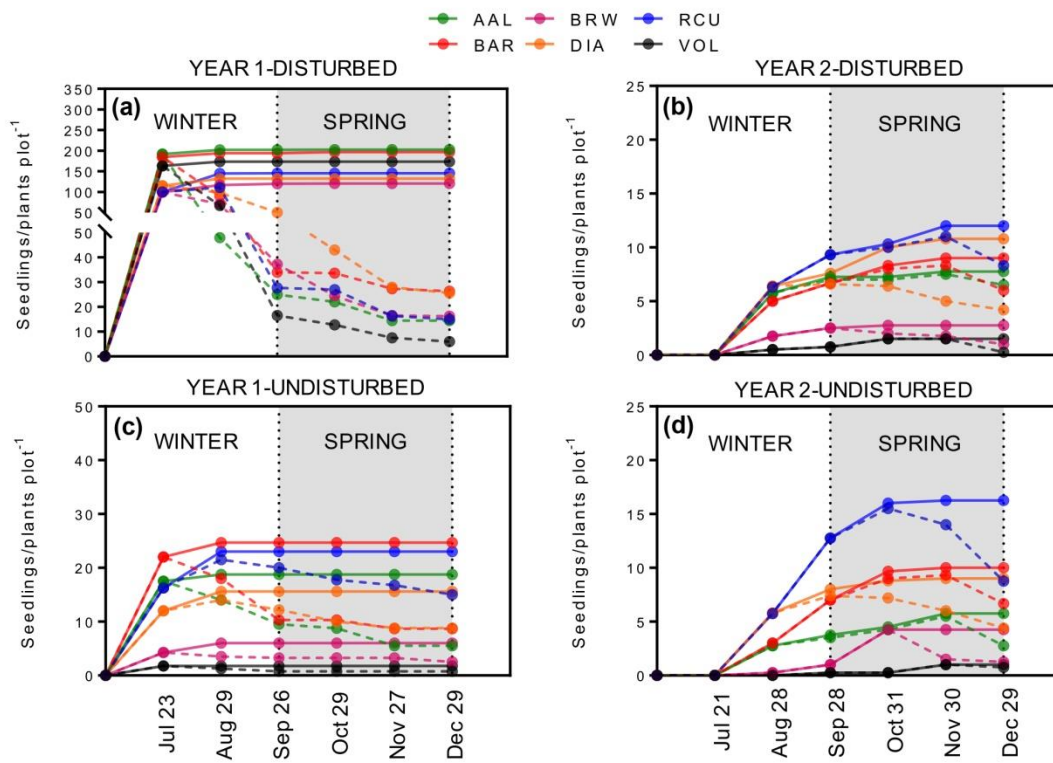 AAL BRW RCU
BAR DIA VOL
YEAR 1-DISTURBED
Seedlings/plants plot-1
350
300
250
200
150
100
50
50
40
30
20
10
0
(a)
WINTER
SPRING
YEAR 2-DISTURBED
Seedlings/plants plot-1
25
20
15
10
5
0
(b)
WINTER
SPRING
YEAR 1-UNDISTURBED
Seedlings/plants plot-1
50
40
30
20
10
0
(c)
WINTER
SPRING
Jul 23
Aug 29
Sep 26
Oct 29
Nov 27
Dec 29
YEAR 2-UNDISTURBED
Seedlings/plants plot-1
25
20
15
10
5
0
(d)
WINTER
SPRING
Jul 21
Aug 28
Sep 28
Oct 31
Nov 30
Dec 29